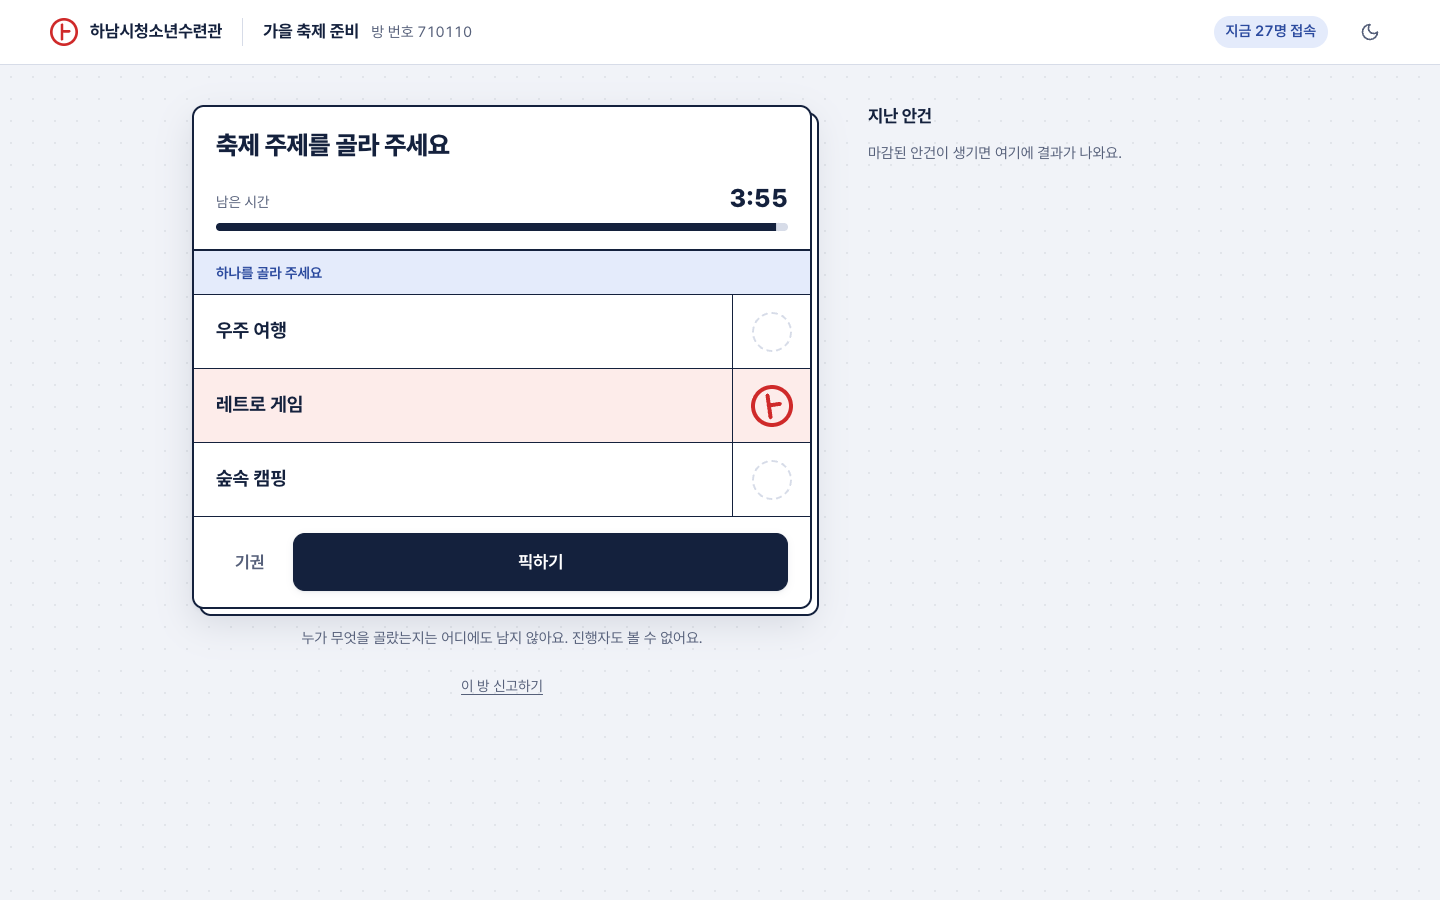 하남시청소년수련관
가을 축제 준비 방 번호 710110
지금 27명 접속
축제 주제를 골라 주세요
남은 시간
3:55
하나를 골라 주세요
우주 여행
레트로 게임
숲속 캠핑
기권
픽하기
누가 무엇을 골랐는지는 어디에도 남지 않아요. 진행자도 볼 수 없어요.
이 방 신고하기
지난 안건
마감된 안건이 생기면 여기에 결과가 나와요.